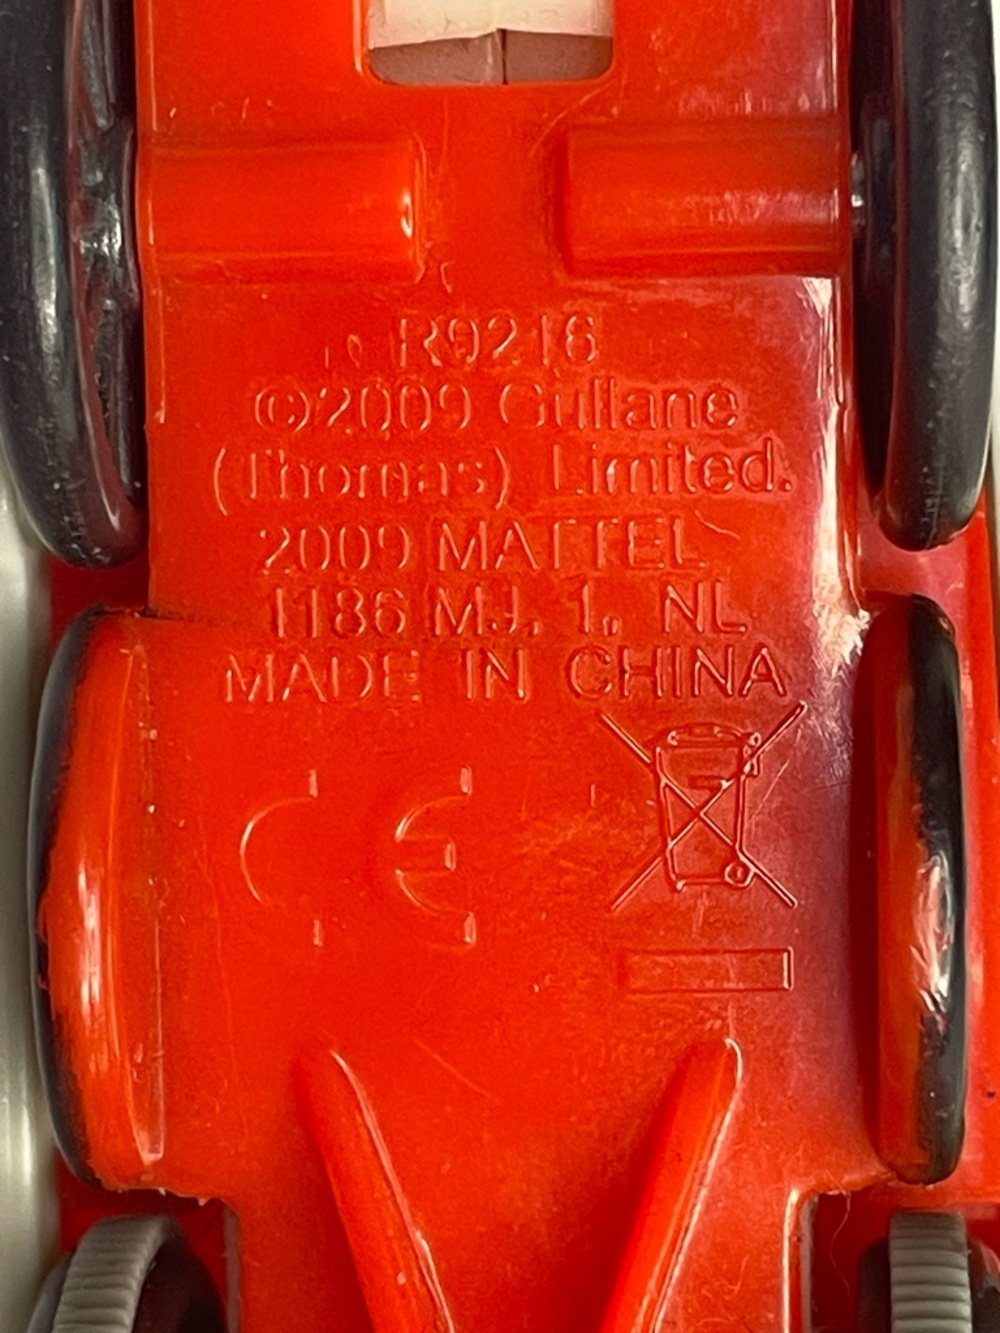 R9216
©2009 Gullane
(Thomas) Limited.
2009 MATTEL
1186 MJ, 1, NL
MADE IN CHINA
CE